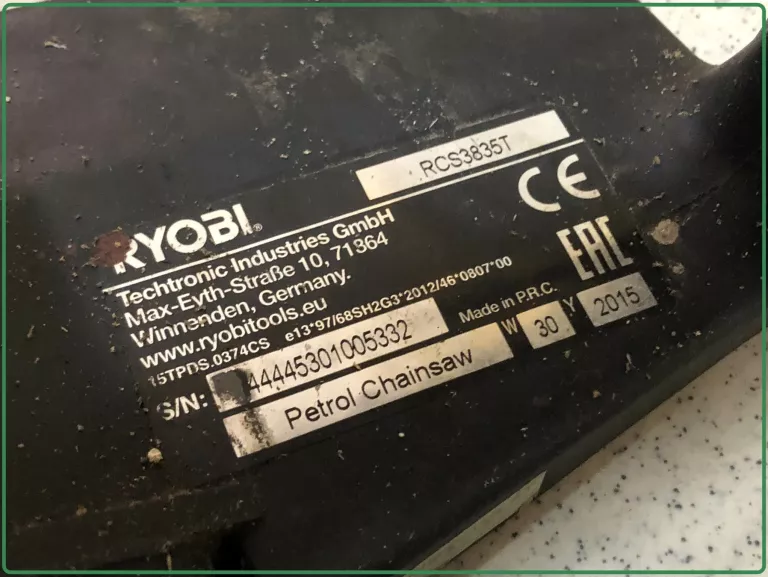 RCS3835T
RYOBI
Techtronic Industries GmbH
Max-Eyth-Straße 10, 71364
Winnenden, Germany.
www.ryobitools.eu
15TPDS.0374CS e13*97/68SH2G3*2012/46*0807*00
CE
EAC
S/N: 44445301005332
Made in P.R.C.
Petrol Chainsaw
W 30 Y 2015